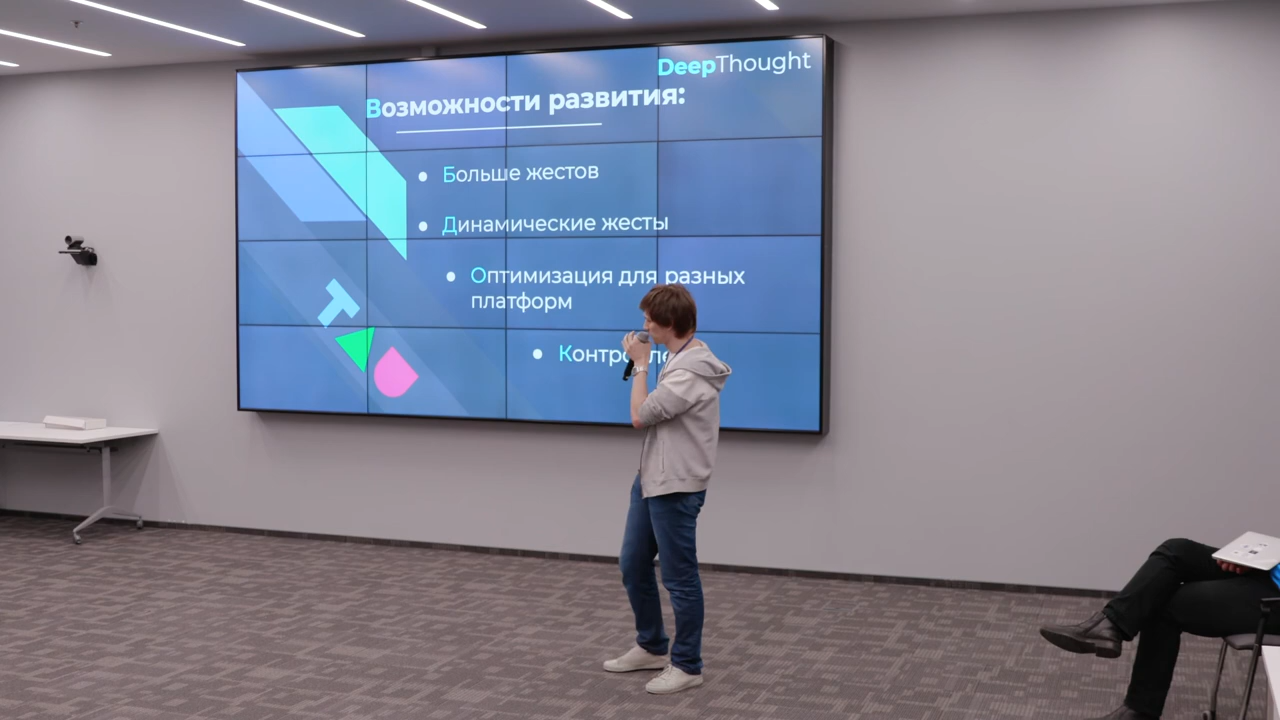 DeepThought
Возможности развития:
Больше жестов
Динамические жесты
Оптимизация для разных
платформ